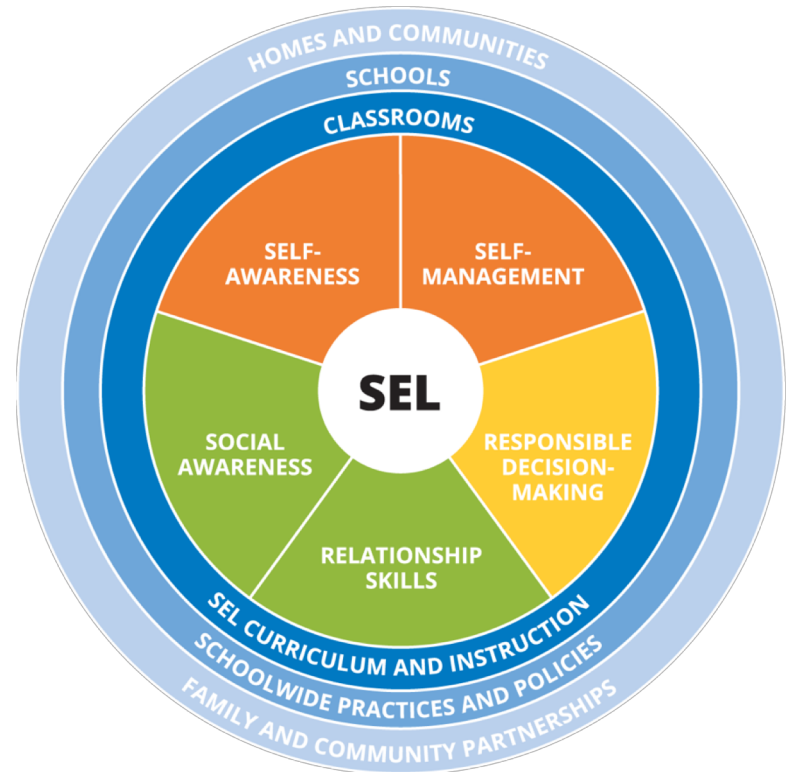 HOMES AND COMMUNITIES
SCHOOLS
CLASSROOMS
SELF-
AWARENESS
SELF-
MANAGEMENT
SEL
SOCIAL
AWARENESS
RESPONSIBLE
DECISION-
MAKING
RELATIONSHIP
SKILLS
SEL CURRICULUM AND INSTRUCTION
SCHOOLWIDE PRACTICES AND POLICIES
FAMILY AND COMMUNITY PARTNERSHIPS